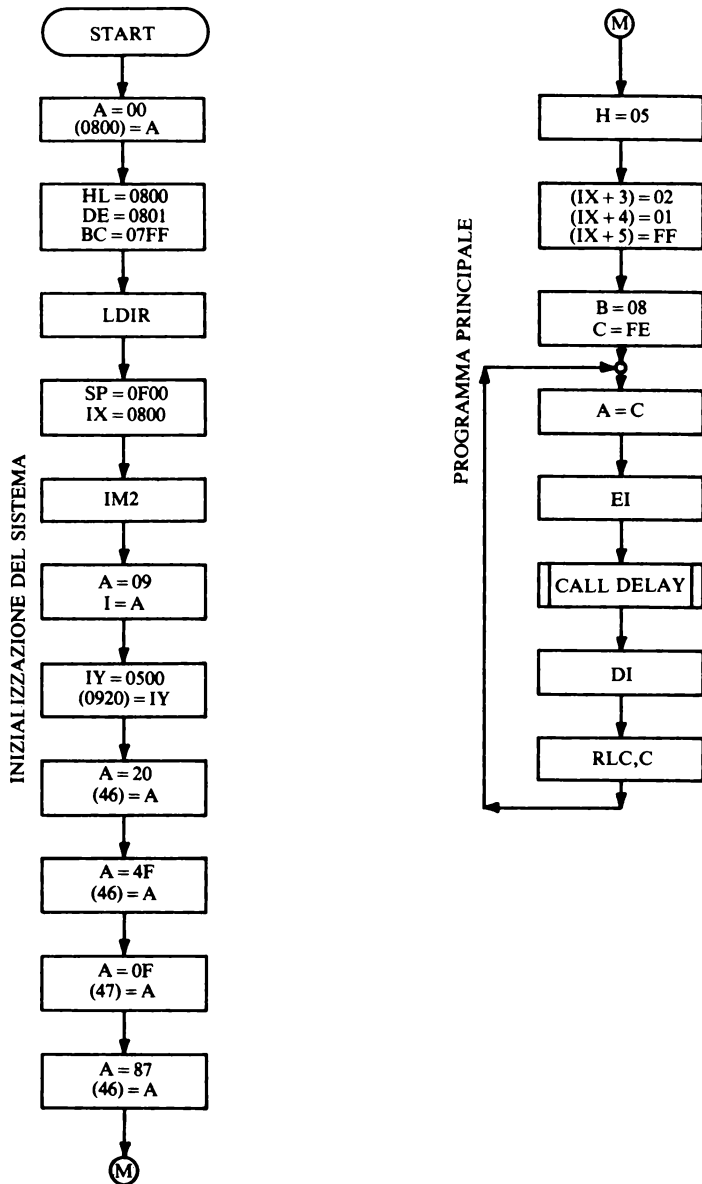 START
A = 00
(0800) = A
HL = 0800
DE = 0801
BC = 07FF
LDIR
SP = 0F00
IX = 0800
IM2
A = 09
I = A
IY = 0500
(0920) = IY
A = 20
(46) = A
A = 4F
(46) = A
A = 0F
(47) = A
A = 87
(46) = A
M
INIZIALIZZAZIONE DEL SISTEMA
M
H = 05
(IX + 3) = 02
(IX + 4) = 01
(IX + 5) = FF
B = 08
C = FE
A = C
EI
CALL DELAY
DI
RLC,C
PROGRAMMA PRINCIPALE